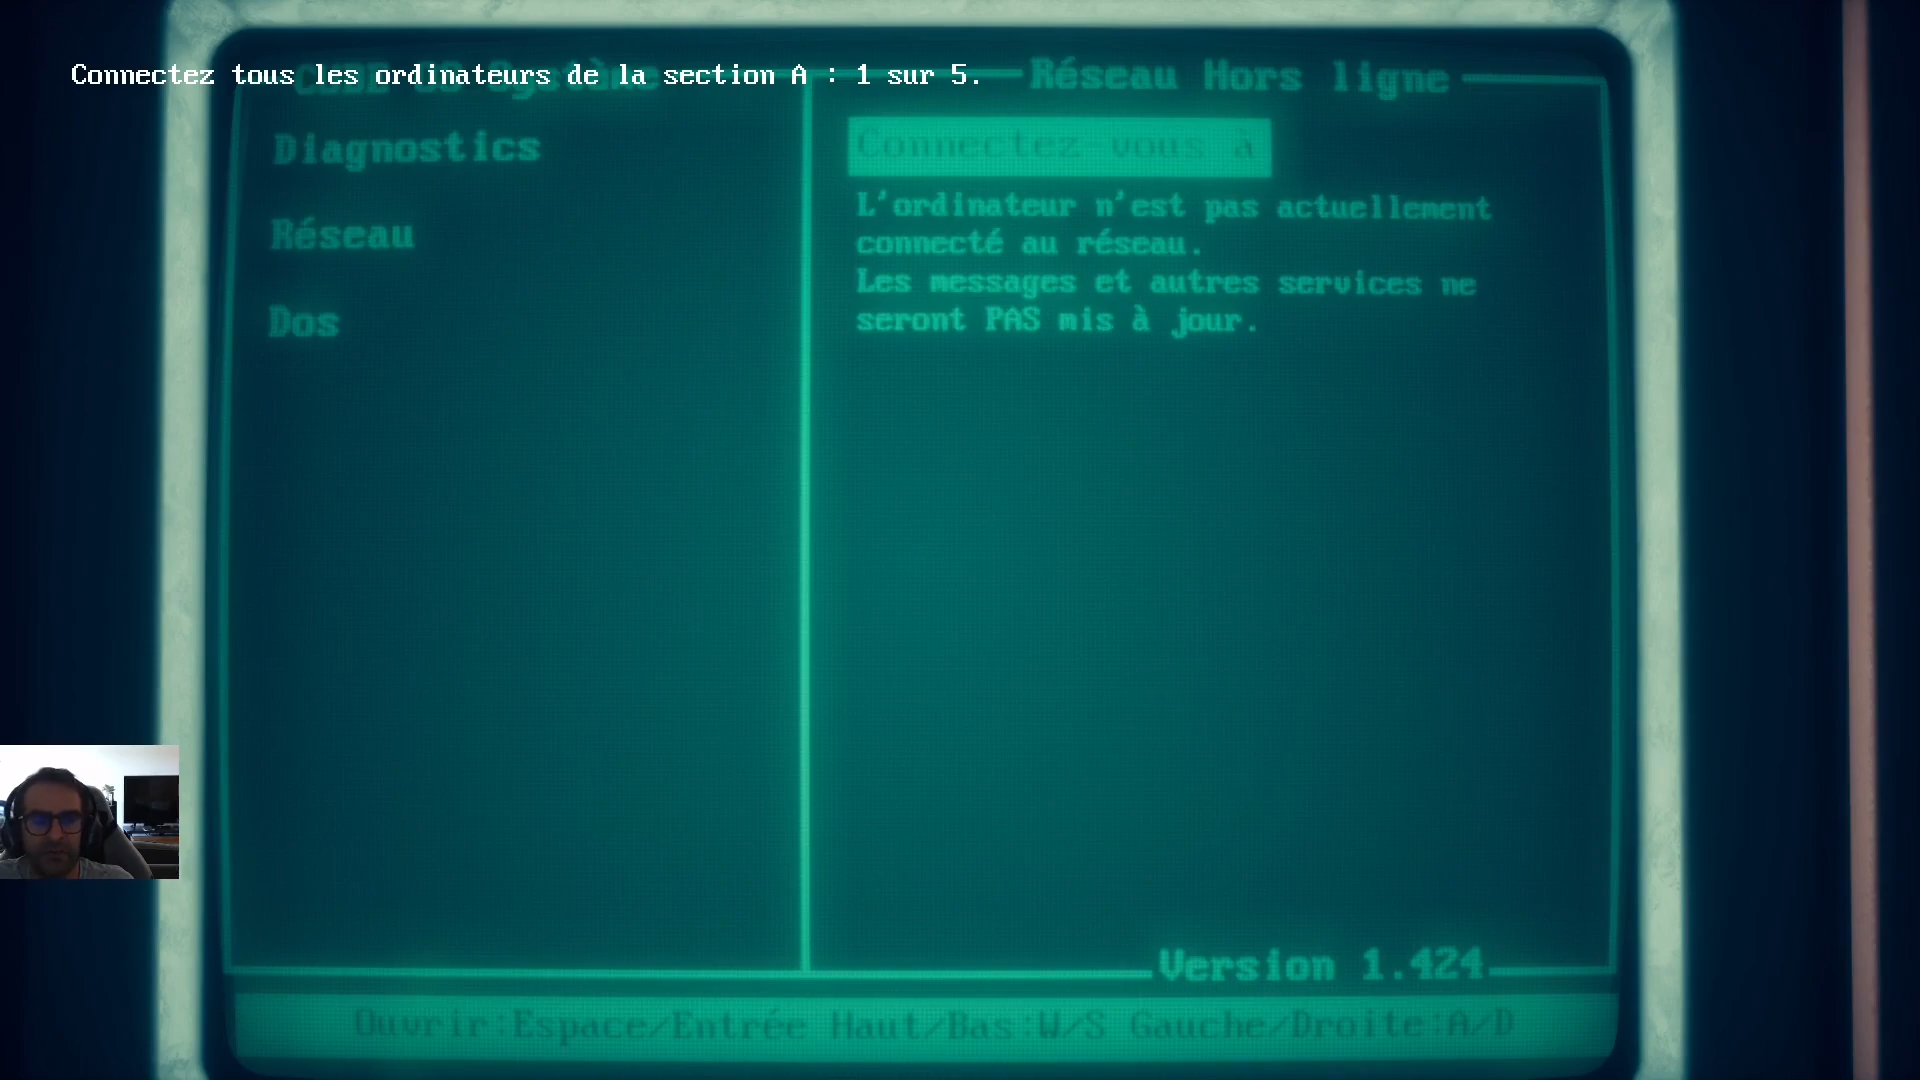 Connectez tous les ordinateurs de la section A : 1 sur 5.
Diagnostics
Réseau
Dos
Réseau Hors ligne
Connectez-vous à
L'ordinateur n'est pas actuellement
connecté au réseau.
Les messages et autres services ne
seront PAS mis à jour.
Version 1.424
Ouvrir:Espace/Entrée Haut/Bas:W/S Gauche/Droite:A/D